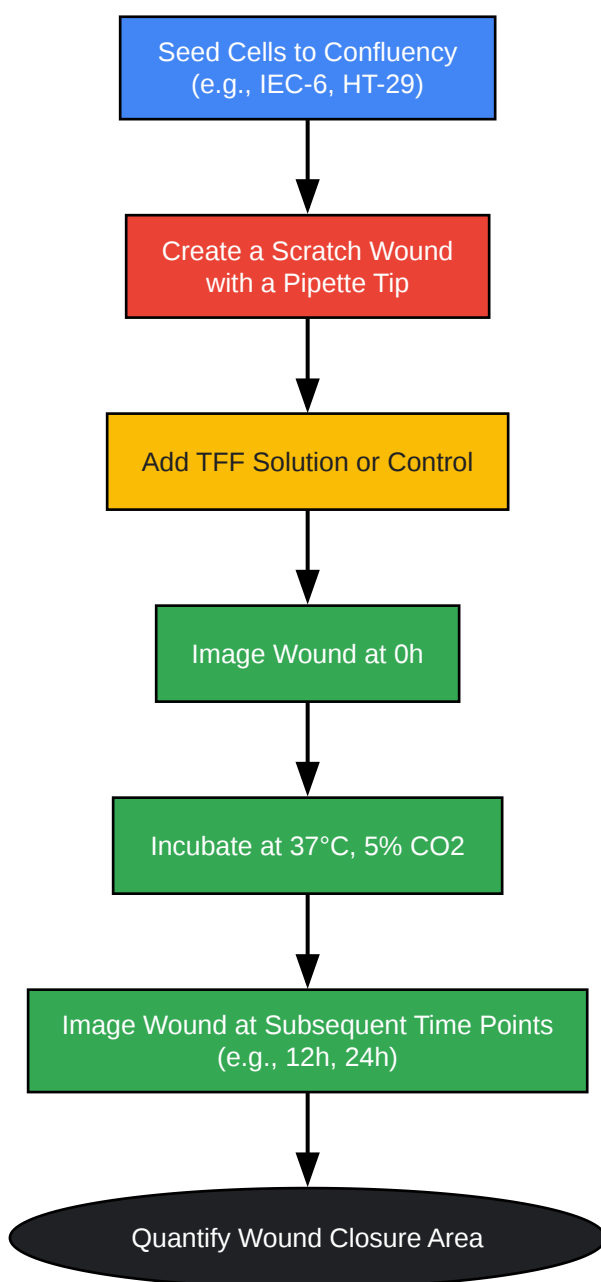 Seed Cells to Confluency
(e.g., IEC-6, HT-29)
Create a Scratch Wound
with a Pipette Tip
Add TFF Solution or Control
Image Wound at 0h
Incubate at 37°C, 5% CO2
Image Wound at Subsequent Time Points
(e.g., 12h, 24h)
Quantify Wound Closure Area